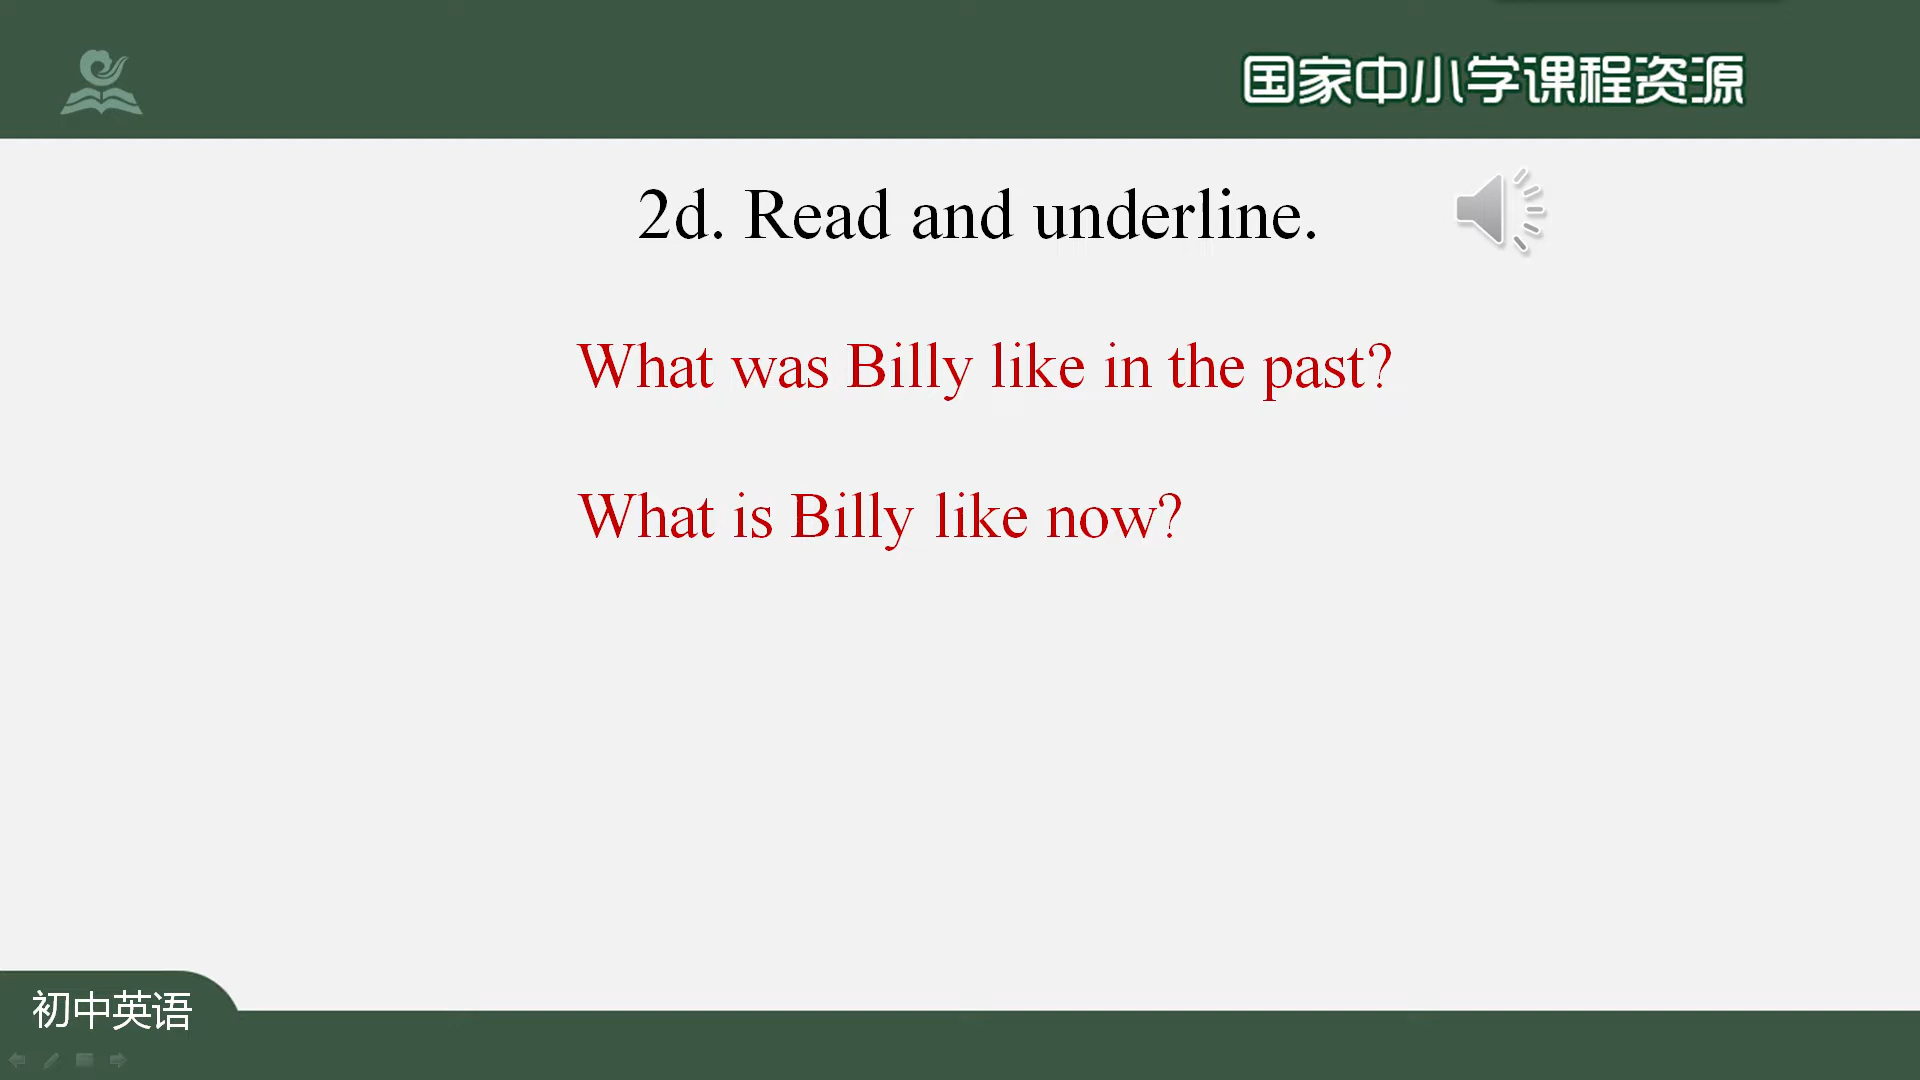 国家中小学课程资源
2d. Read and underline.
What was Billy like in the past?
What is Billy like now?
初中英语